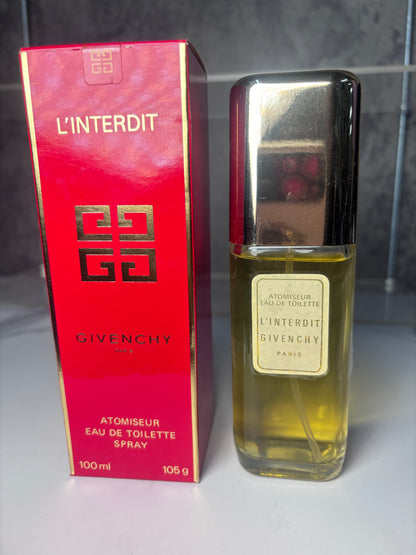 L'INTERDIT
GIVENCHY
ATOMISEUR
EAU DE TOILETTE
SPRAY
100 ml 105 g
ATOMISEUR
EAU DE TOILETTE
L'INTERDIT
GIVENCHY
PARIS